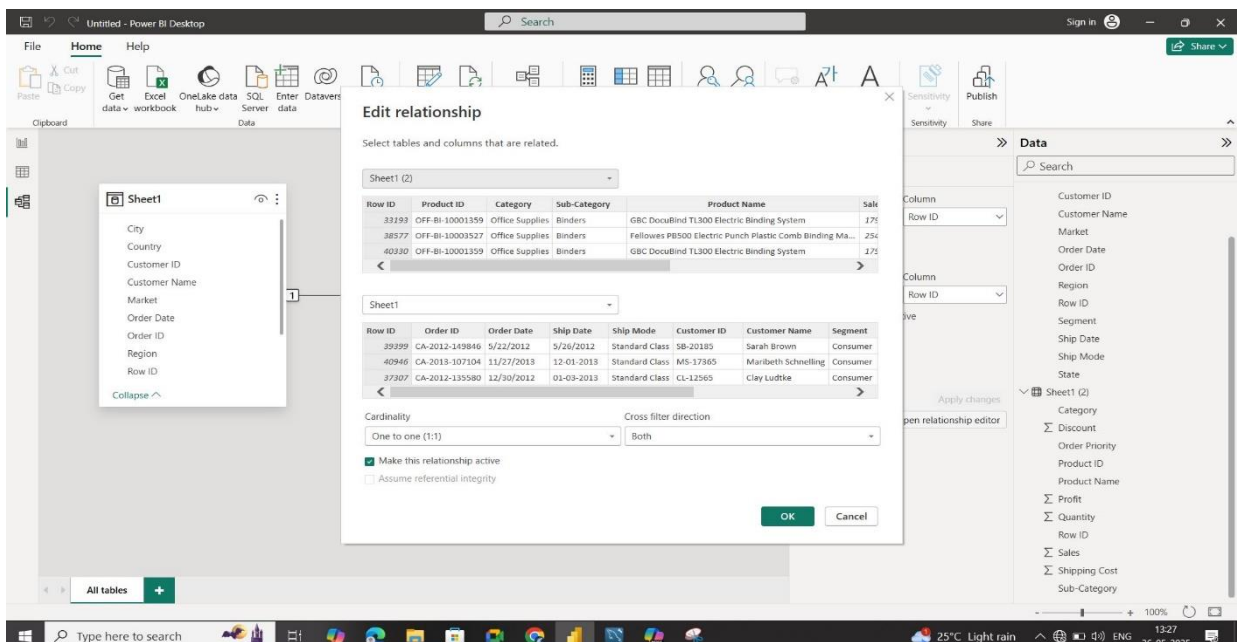 Untitled - Power BI Desktop
Search
Sign in
File Home Help
Share
Paste
Cut
Copy
Get data
Excel workbook
OneLake data hub
SQL Server
Enter data
Datavers
Sensitivity
Publish
Clipboard
Data
Sensitivity
Share
Edit relationship
Select tables and columns that are related.
Sheet1 (2)
Row ID Product ID Category Sub-Category Product Name Sale
33193 OFF-BI-10001359 Office Supplies Binders GBC DocuBind TL300 Electric Binding System 179
38577 OFF-BI-10003527 Office Supplies Binders Fellowes PB500 Electric Punch Plastic Comb Binding Ma... 254
40330 OFF-BI-10001359 Office Supplies Binders GBC DocuBind TL300 Electric Binding System 179
Sheet1
Row ID Order ID Order Date Ship Date Ship Mode Customer ID Customer Name Segment
39399 CA-2012-149846 5/22/2012 5/26/2012 Standard Class SB-20185 Sarah Brown Consumer
40946 CA-2013-107104 11/27/2013 12-01-2013 Standard Class MS-17365 Maribeth Schnelling Consumer
37307 CA-2012-135580 12/30/2012 01-03-2013 Standard Class CL-12565 Clay Ludtke Consumer
Cardinality
Cross filter direction
One to one (1:1)
Both
Make this relationship active
Assume referential integrity
OK
Cancel
Sheet1
City
Country
Customer ID
Customer Name
Market
Order Date
Order ID
Region
Row ID
Collapse
1
Column
Row ID
Column
Row ID
ive
Apply changes
pen relationship editor
Data
Search
Customer ID
Customer Name
Market
Order Date
Order ID
Region
Row ID
Segment
Ship Date
Ship Mode
State
Sheet1 (2)
Category
Discount
Order Priority
Product ID
Product Name
Profit
Quantity
Row ID
Sales
Shipping Cost
Sub-Category
All tables
100%
Type here to search
25°C Light rain
ENG
13:27